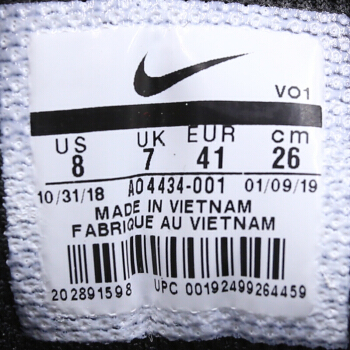 VO1
US UK EUR cm
8 7 41 26
10/31/18 AO4434-001 01/09/19
MADE IN VIETNAM
FABRIQUE AU VIETNAM
202891598 UPC 00192499264459